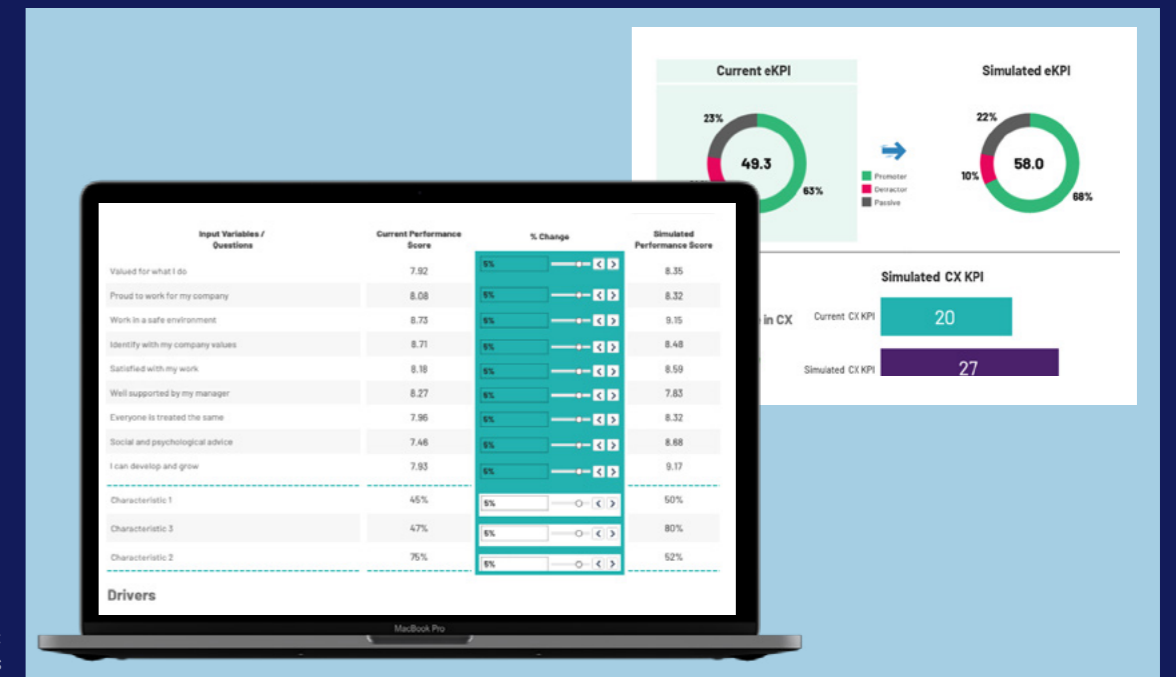 Current eKPI
Simulated eKPI
23%
49.3
63%
Promoter
Detractor
Passive
22%
58.0
10%
68%
Simulated CX KPI
in CX
Current CX KPI
20
Simulated CX KPI
27
Input Variables /
Questions
Current Performance
Score
% Change
Simulated
Performance Score
Valued for what I do 7.92 5% 8.35
Proud to work for my company 8.08 5% 8.32
Work in a safe environment 8.73 5% 9.15
Identify with my company values 8.71 5% 8.48
Satisfied with my work 8.18 5% 8.59
Well supported by my manager 8.27 5% 7.83
Everyone is treated the same 7.96 5% 8.32
Social and psychological advice 7.46 5% 8.68
I can develop and grow 7.93 5% 9.17
Characteristic 1 45% 5% 50%
Characteristic 3 47% 5% 80%
Characteristic 2 75% 5% 52%
Drivers
MacBook Pro